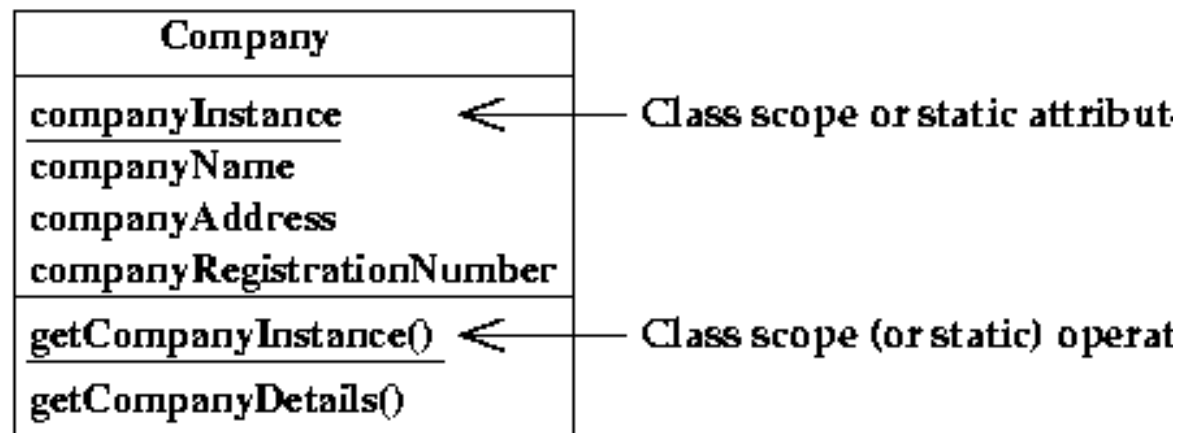 Company
companyInstance
Class scope or static attribut
companyName
companyAddress
companyRegistrationNumber
getCompanyInstance()
Class scope (or static) operat
getCompanyDetails()